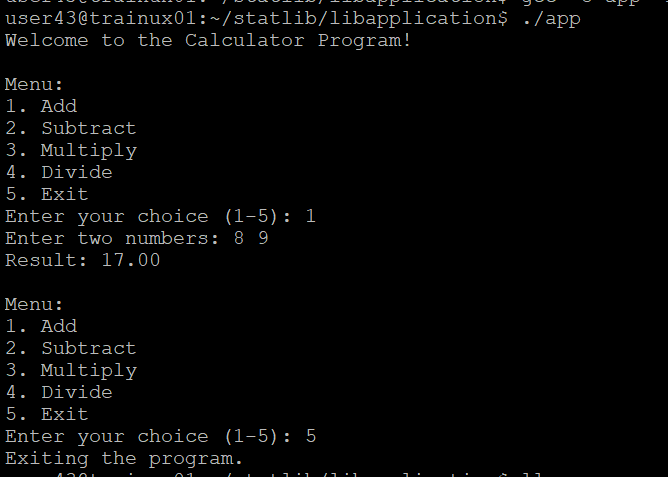 user43@trainux01:~/statlib/libapplication$ ./app
Welcome to the Calculator Program!
Menu:
1. Add
2. Subtract
3. Multiply
4. Divide
5. Exit
Enter your choice (1-5): 1
Enter two numbers: 8 9
Result: 17.00
Menu:
1. Add
2. Subtract
3. Multiply
4. Divide
5. Exit
Enter your choice (1-5): 5
Exiting the program.